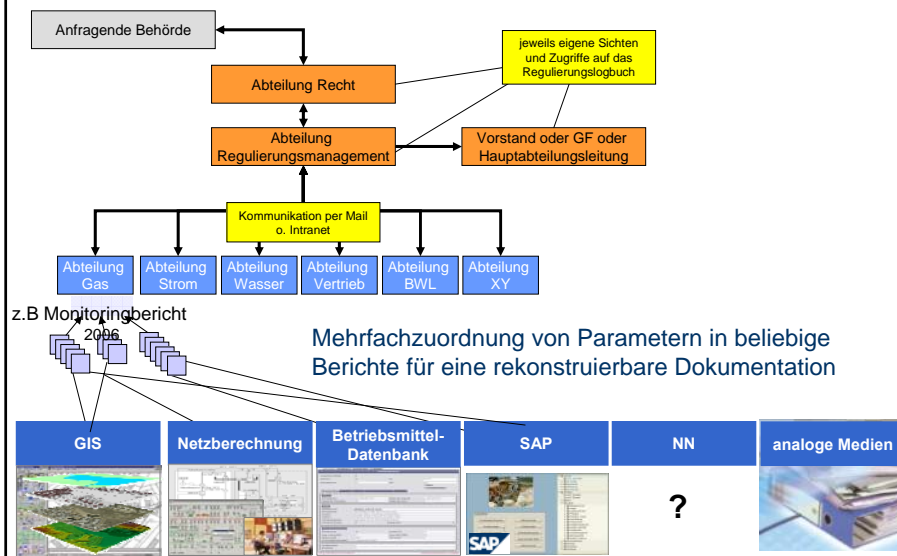 Anfragende Behörde
jeweils eigene Sichten
und Zugriffe auf das
Regulierungslogbuch
Abteilung Recht
Abteilung
Regulierungsmanagement
Vorstand oder GF oder
Hauptabteilungsleitung
Kommunikation per Mail
o. Intranet
Abteilung
Gas
Abteilung
Strom
Abteilung
Wasser
Abteilung
Vertrieb
Abteilung
BWL
Abteilung
XY
z.B Monitoringbericht
2006
Mehrfachzuordnung von Parametern in beliebige
Berichte für eine rekonstruierbare Dokumentation
GIS
Netzberechnung
Betriebsmittel-
Datenbank
SAP
NN
analoge Medien
?
SAP